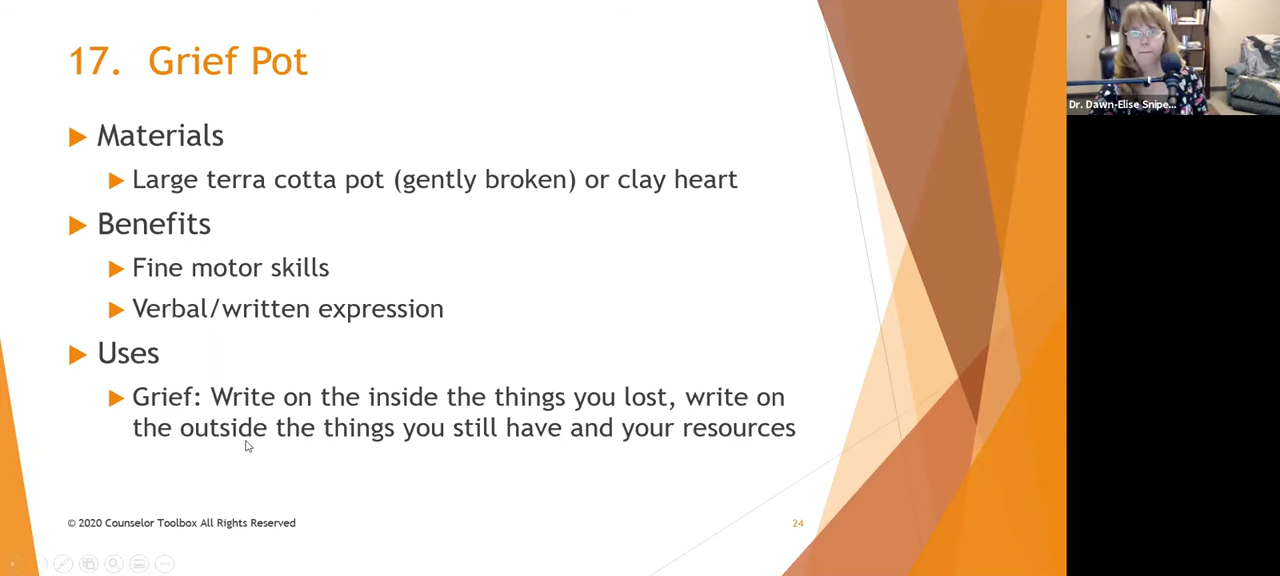 17. Grief Pot
Materials
Large terra cotta pot (gently broken) or clay heart
Benefits
Fine motor skills
Verbal/written expression
Uses
Grief: Write on the inside the things you lost, write on
the outside the things you still have and your resources
© 2020 Counselor Toolbox All Rights Reserved
24
Dr. Dawn-Elise Snipe...